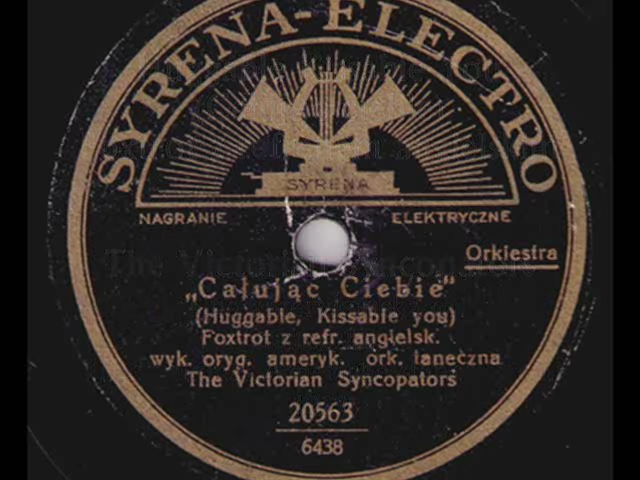 SYRENA-ELECTRO
SYRENA
NAGRANIE ELEKTRYCZNE
Orkiestra
„Całując Ciebie"
(Huggable, Kissable you)
Foxtrot z refr. angielsk.
wyk. oryg. ameryk. ork. taneczna
The Victorian Syncopators
20563
6438